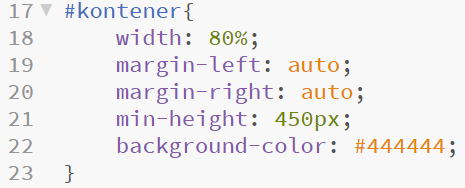 17 ▼ #kontener{
18 width: 80%;
19 margin-left: auto;
20 margin-right: auto;
21 min-height: 450px;
22 background-color: #444444;
23 }